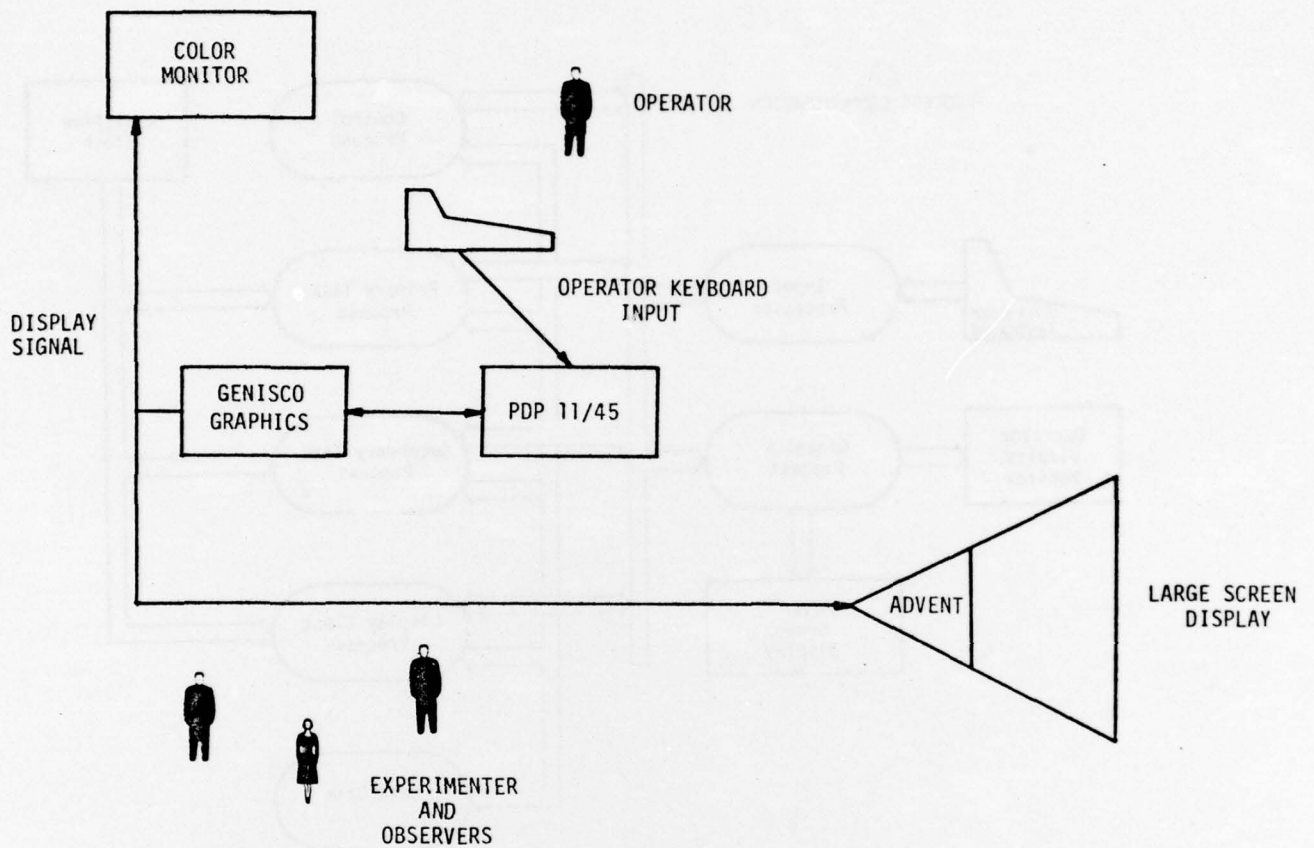 COLOR
MONITOR
OPERATOR
OPERATOR KEYBOARD
INPUT
DISPLAY
SIGNAL
GENISCO
GRAPHICS
PDP 11/45
ADVENT
LARGE SCREEN
DISPLAY
EXPERIMENTER
AND
OBSERVERS